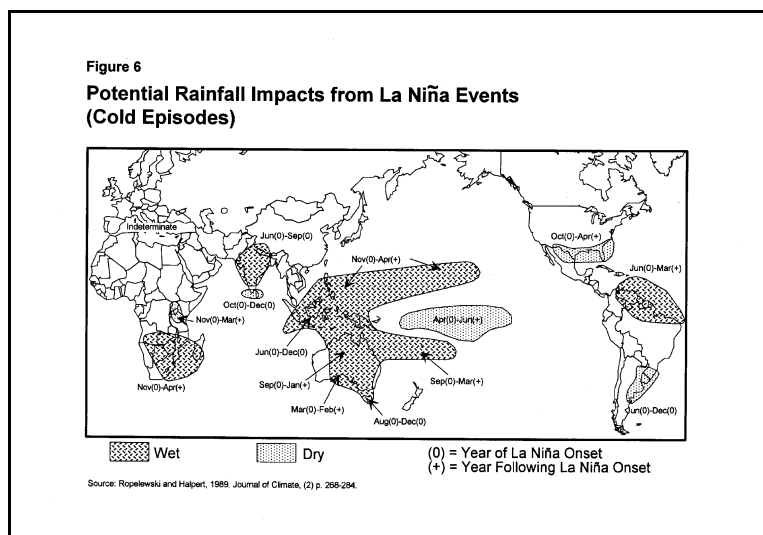 Figure 6
Potential Rainfall Impacts from La Niña Events
(Cold Episodes)
Indeterminate
Jun(0)-Sep(0)
Oct(0)-Apr(+)
Nov(0)-Apr(+)
Jun(0)-Mar(+)
Oct(0)-Dec(0)
Nov(0)-Mar(+)
Apr(0)-Jun(+)
Jun(0)-Dec(0)
Nov(0)-Apr(+)
Sep(0)-Jan(+)
Sep(0)-Mar(+)
Mar(0)-Feb(+)
Jun(0)-Dec(0)
Aug(0)-Dec(0)
Wet
Dry
(0) = Year of La Niña Onset
(+) = Year Following La Niña Onset
Source: Ropelewski and Halpert, 1989. Journal of Climate, (2) p. 268-284.